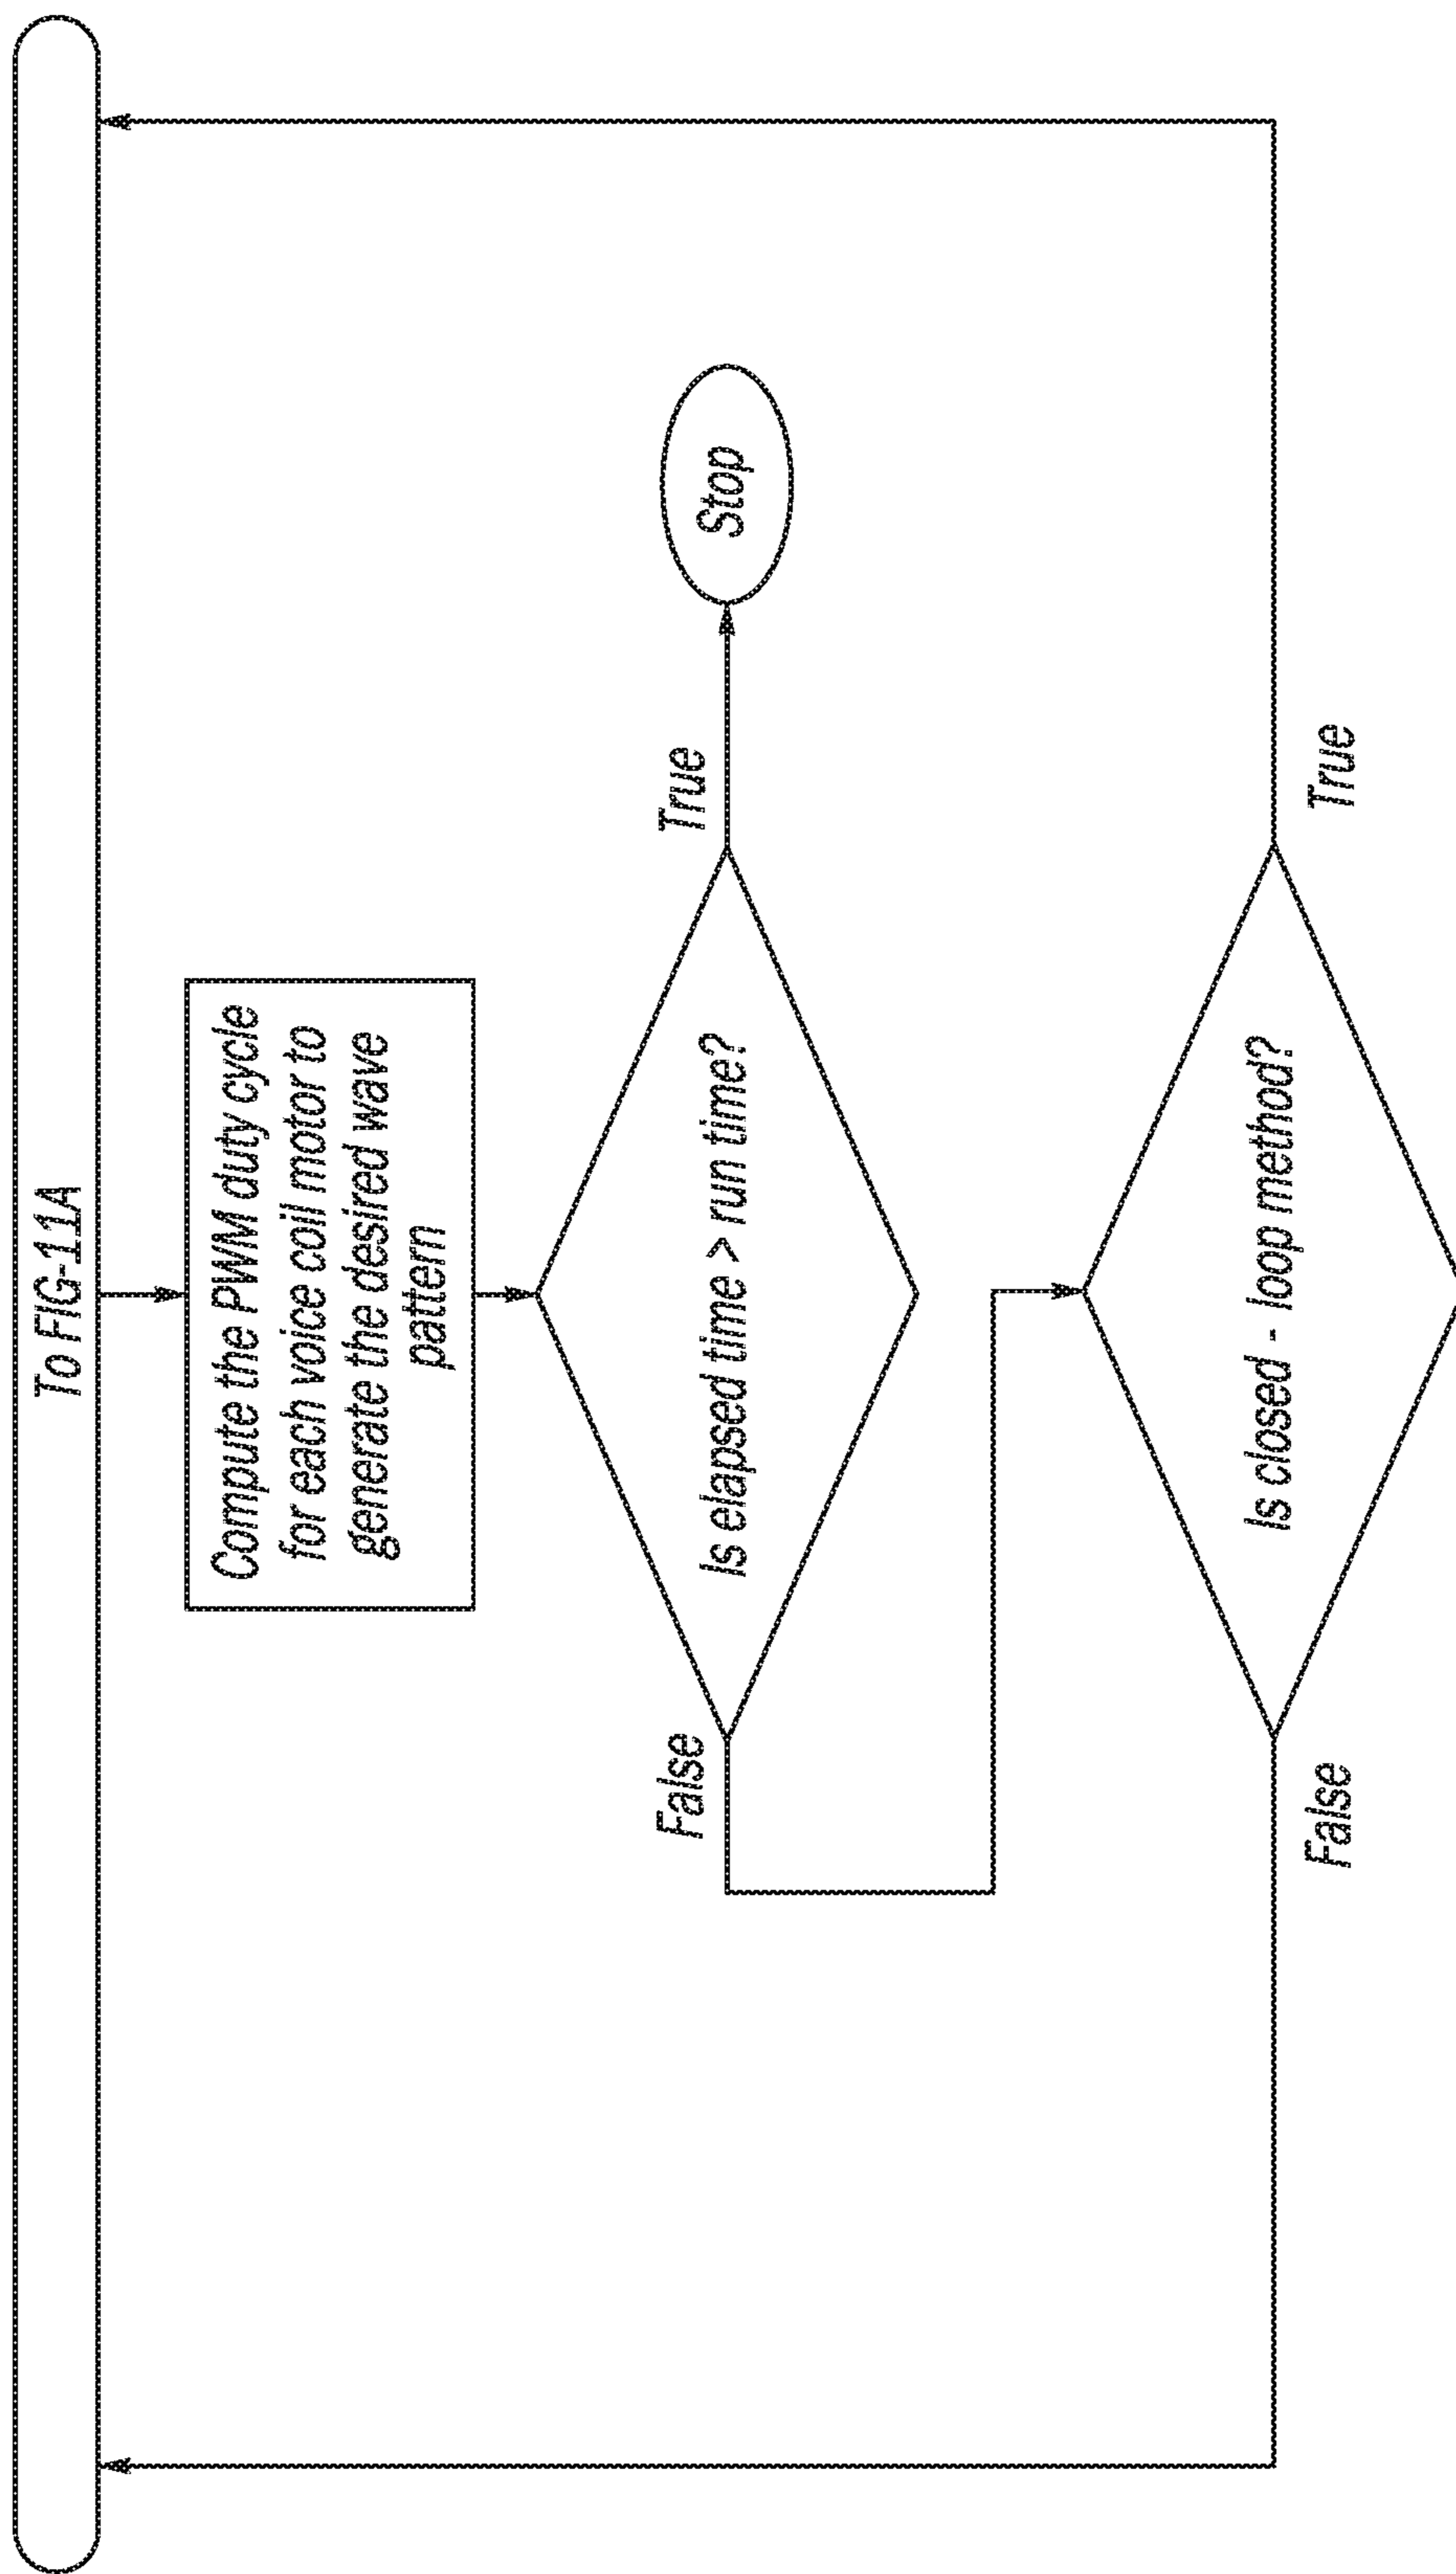 To FIG-11A
Compute the PWM duty cycle
for each voice coil motor to
generate the desired wave
pattern
Is elapsed time > run time?
False
True
Stop
Is closed - loop method?
False
True